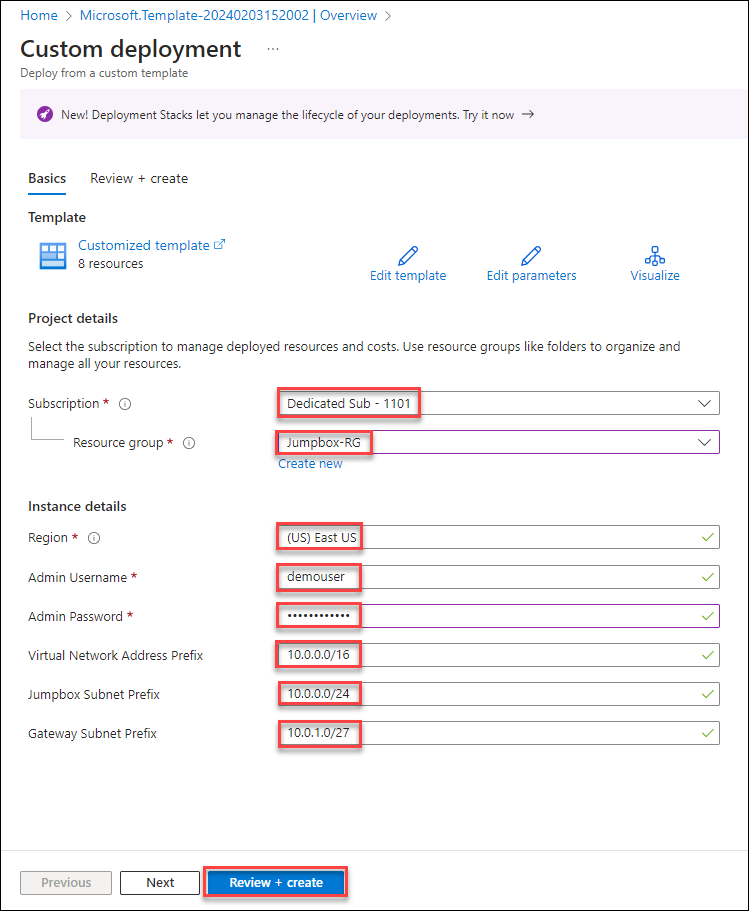 Home > Microsoft.Template-20240203152002 | Overview >
Custom deployment ...
Deploy from a custom template
New! Deployment Stacks let you manage the lifecycle of your deployments. Try it now →
Basics Review + create
Template
Customized template
8 resources
Edit template Edit parameters Visualize
Project details
Select the subscription to manage deployed resources and costs. Use resource groups like folders to organize and
manage all your resources.
Subscription * Dedicated Sub - 1101
Resource group * Jumpbox-RG
Create new
Instance details
Region * (US) East US
Admin Username * demouser
Admin Password * ••••••••••••
Virtual Network Address Prefix 10.0.0.0/16
Jumpbox Subnet Prefix 10.0.0.0/24
Gateway Subnet Prefix 10.0.1.0/27
Previous Next Review + create